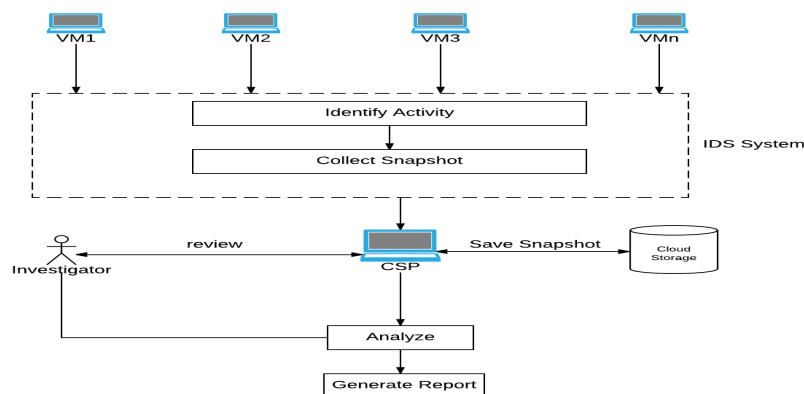 VM1
VM2
VM3
VMn
Identify Activity
Collect Snapshot
IDS System
review
Save Snapshot
Cloud
Storage
Investigator
CSP
Analyze
Generate Report